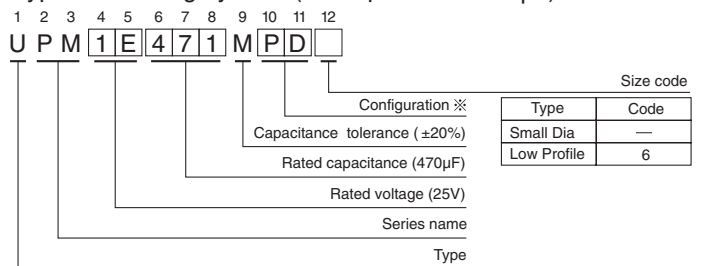 1 2 3 4 5 6 7 8 9 10 11 12
U P M 1 E 4 7 1 M P D
Size code
Configuration ※
Type Code
Capacitance tolerance ( ±20%)
Small Dia —
Rated capacitance (470µF)
Low Profile 6
Rated voltage (25V)
Series name
Type